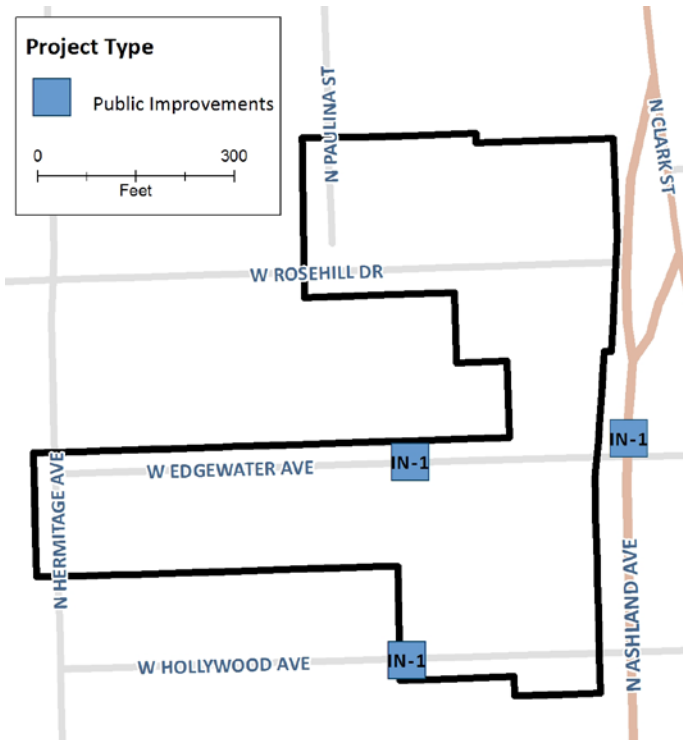 Project Type
Public Improvements
0 300
Feet
N PAULINA ST
N CLARK ST
W ROSEHILL DR
IN-1
W EDGEWATER AVE
IN-1
N HERMITAGE AVE
N ASHLAND AVE
W HOLLYWOOD AVE
IN-1